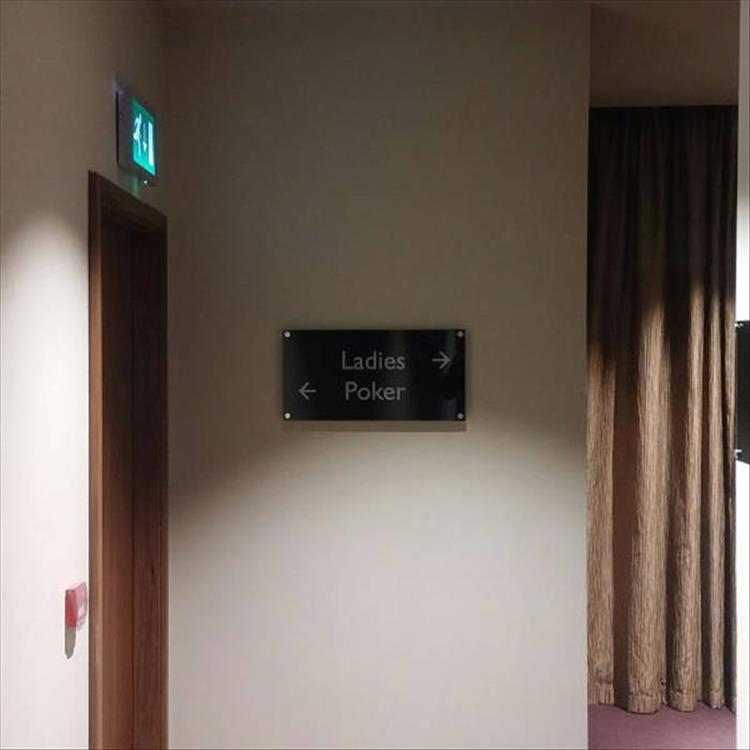 Ladies →
← Poker